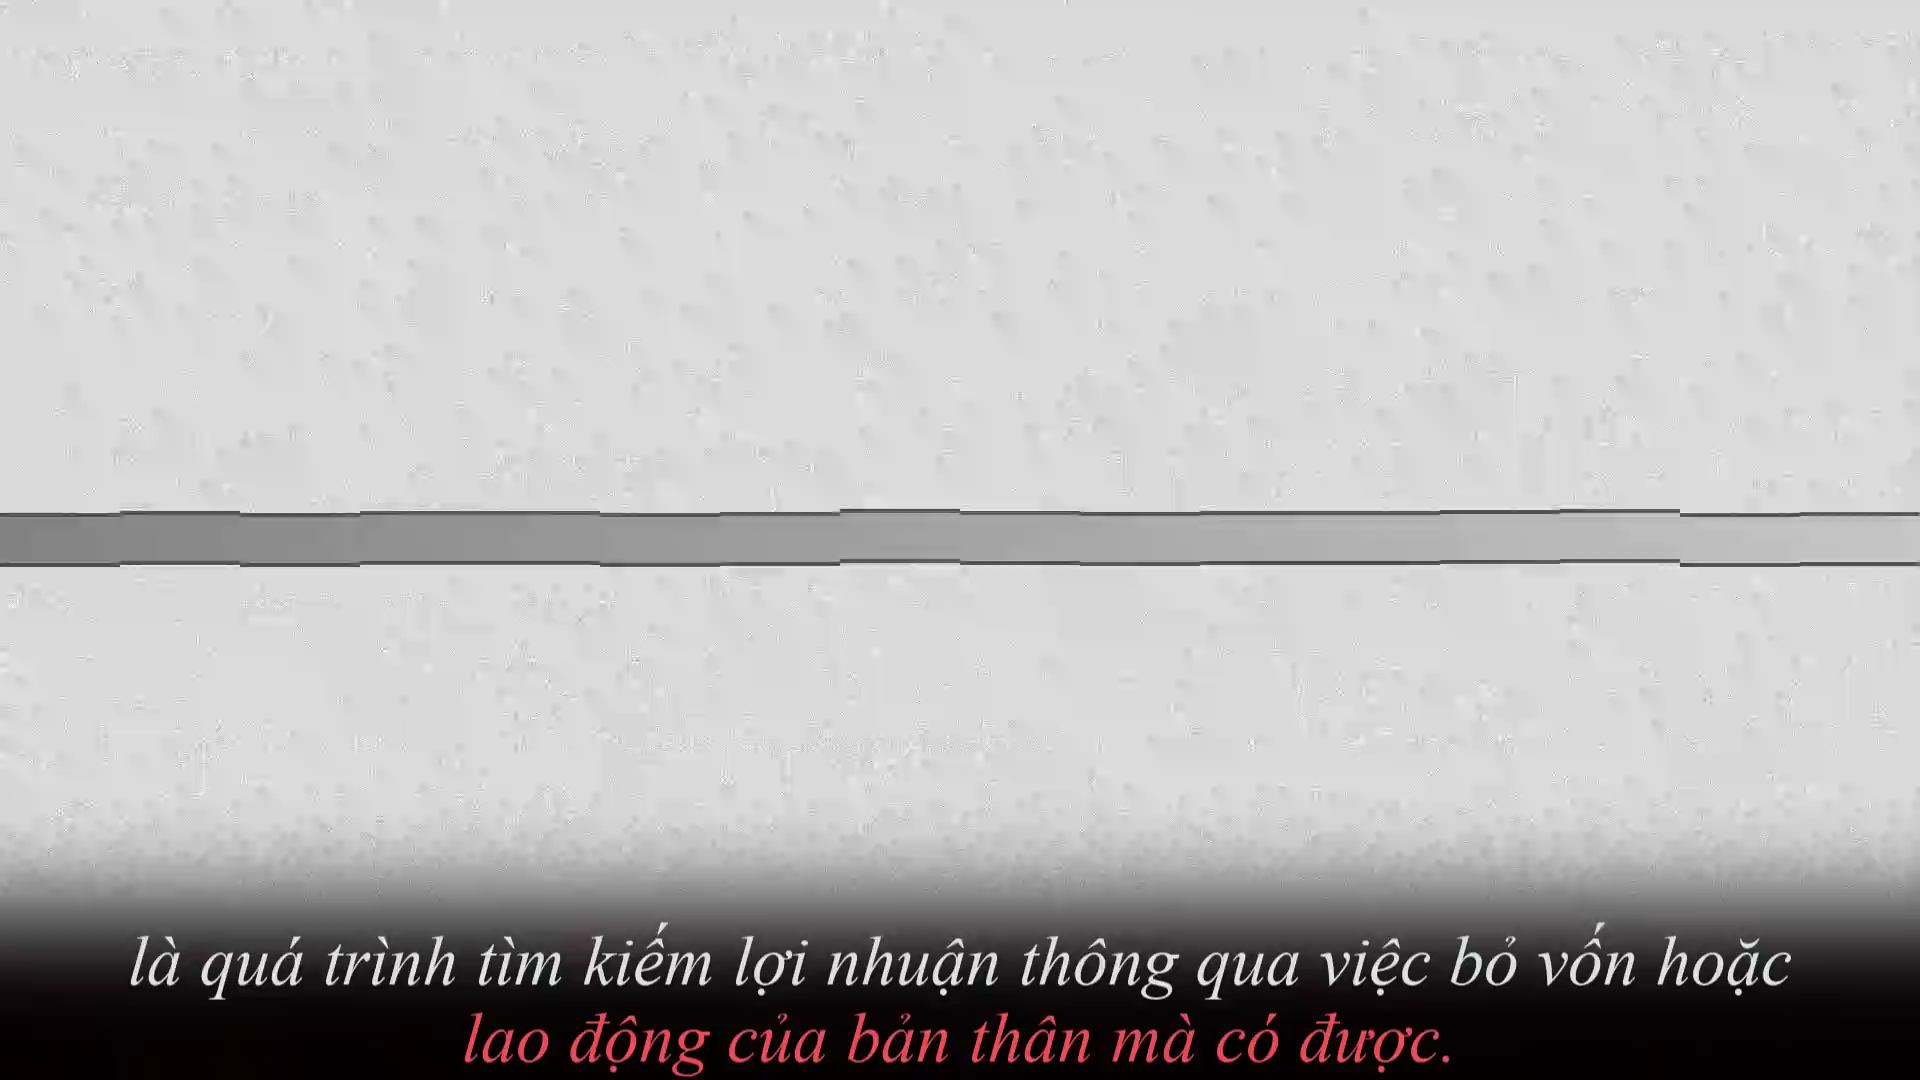 là quá trình tìm kiếm lợi nhuận thông qua việc bỏ vốn hoặc
lao động của bản thân mà có được.